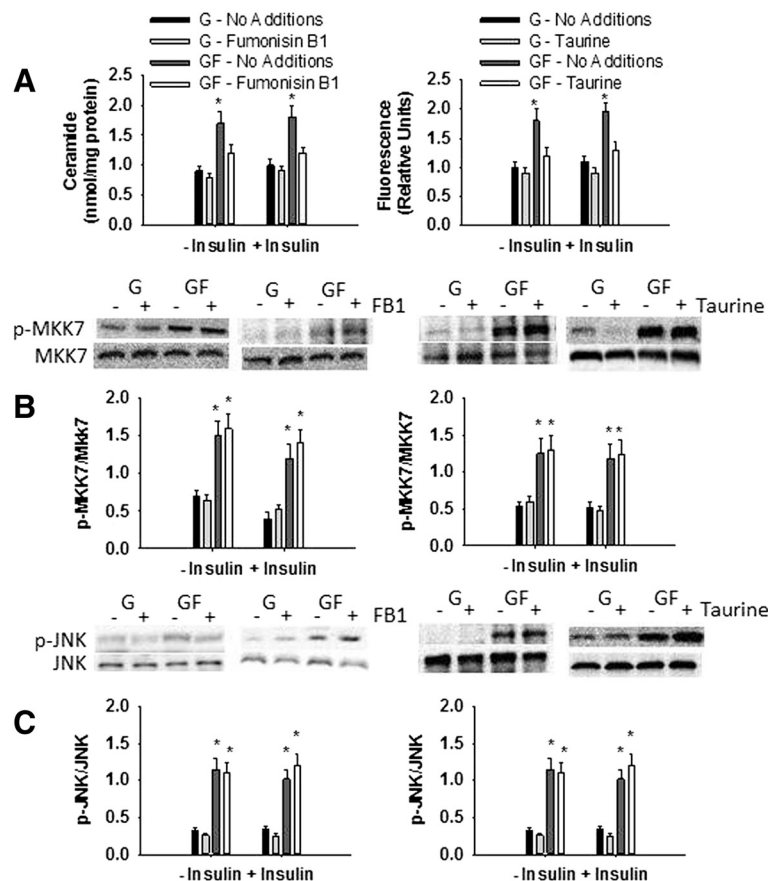 G - No Additions
G - Fumonisin B1
GF - No Additions
GF - Fumonisin B1
G - No Additions
G - Taurine
GF - No Additions
GF - Taurine
A
Ceramide
(nmol/mg protein)
2.5
2.0
1.5
1.0
0.5
0.0
* *
- Insulin + Insulin
Fluorescence
(Relative Units)
2.5
2.0
1.5
1.0
0.5
0.0
* *
- Insulin + Insulin
G GF G GF
- + - + - + - + FB1
G GF G GF
- + - + - + - + Taurine
p-MKK7
MKK7
B
p-MKK7/Mkk7
2.0
1.5
1.0
0.5
0.0
* * * *
- Insulin + Insulin
p-MKK7/MKK7
2.0
1.5
1.0
0.5
0.0
* * * *
- Insulin + Insulin
G GF G GF
- + - + - + - + FB1
G GF G GF
- + - + - + - + Taurine
p-JNK
JNK
C
p-JNK/JNK
2.0
1.5
1.0
0.5
0.0
* * * *
- Insulin + Insulin
p-JNK/JNK
2.0
1.5
1.0
0.5
0.0
* * * *
- Insulin + Insulin